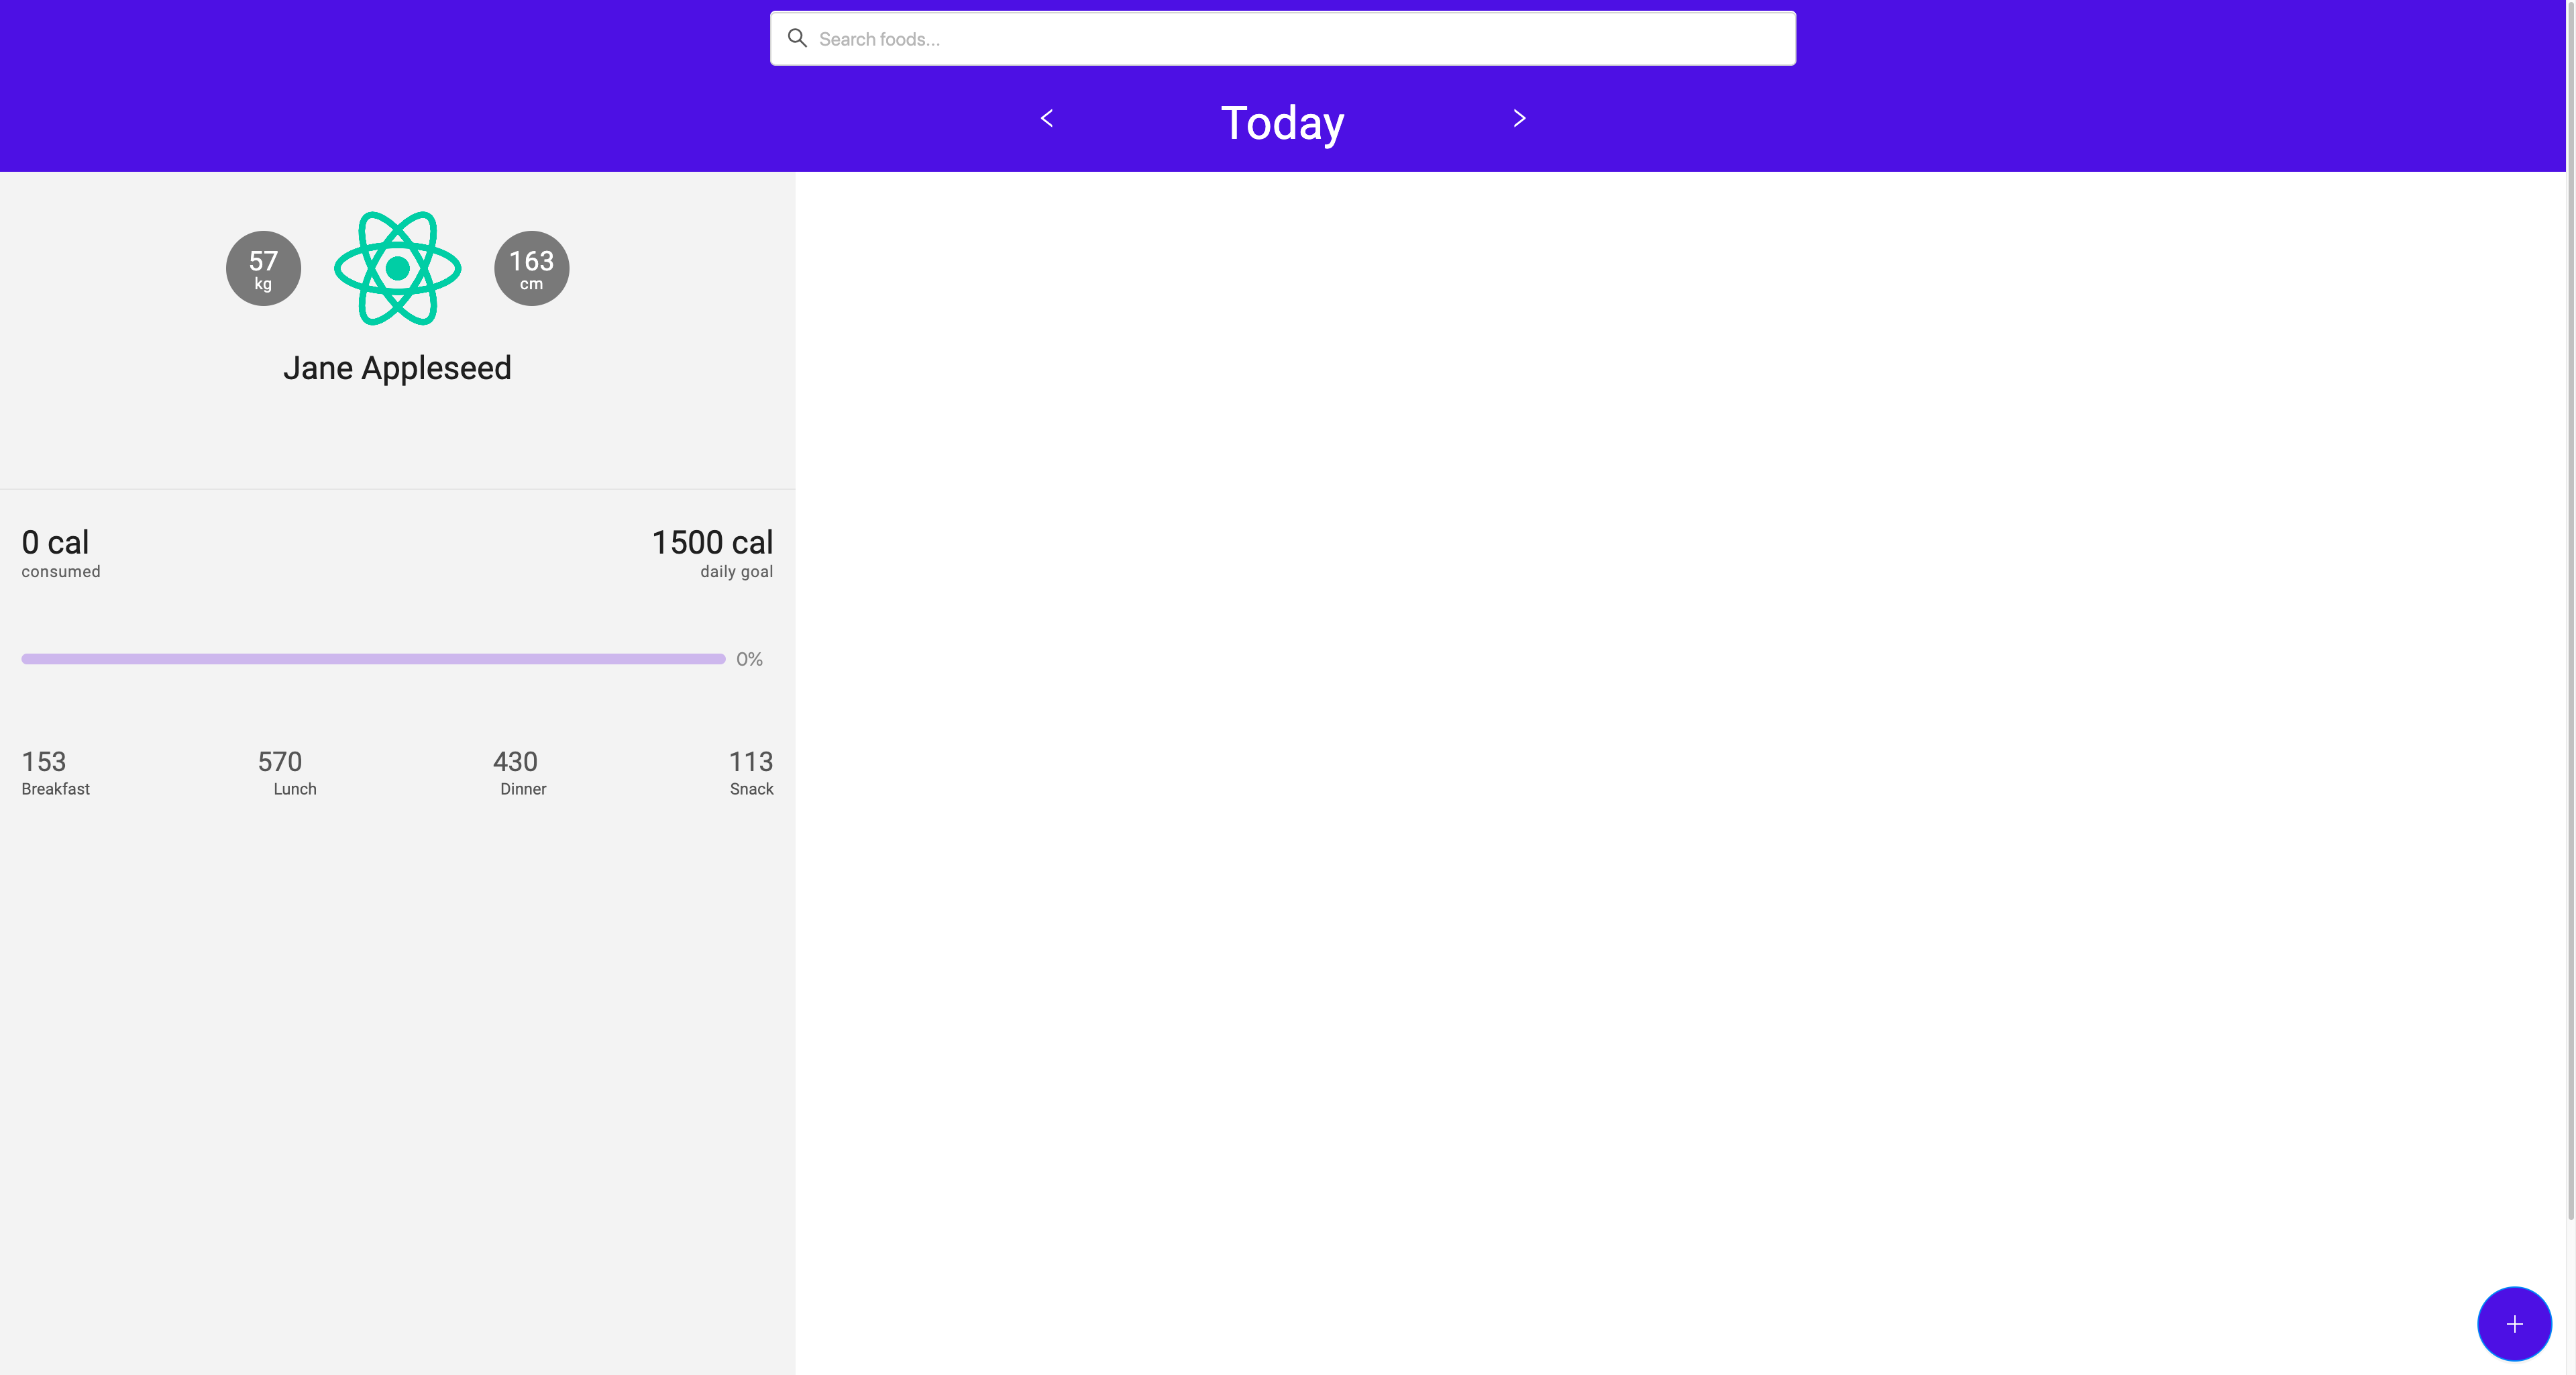 Search foods...
< Today >
57
kg
163
cm
Jane Appleseed
0 cal
consumed
1500 cal
daily goal
0%
153
Breakfast
570
Lunch
430
Dinner
113
Snack
+